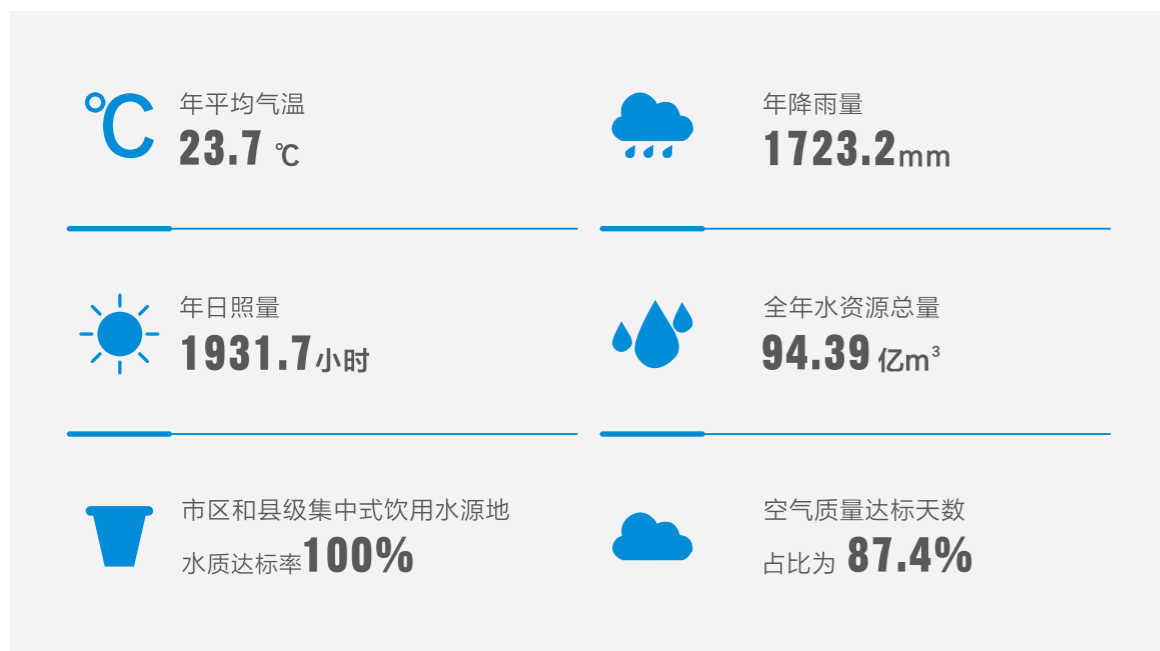 ℃
年平均气温
23.7 ℃
年降雨量
1723.2mm
年日照量
1931.7小时
全年水资源总量
94.39 亿m³
市区和县级集中式饮用水源地
水质达标率100%
空气质量达标天数
占比为 87.4%